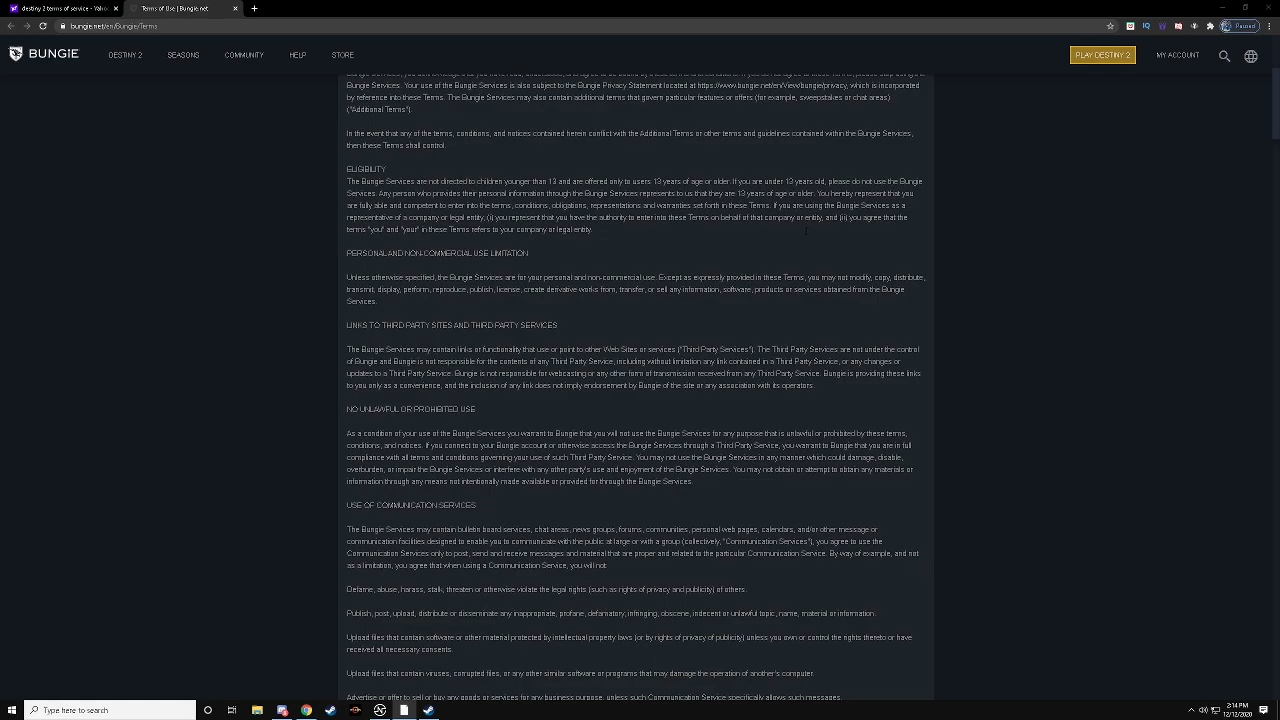 destiny 2 terms of service - Yahoo
Terms of Use | Bungie.net
bungie.net/en/Bungie/Terms
Paused
BUNGiE
DESTINY 2
SEASONS
COMMUNITY
HELP
STORE
PLAY DESTINY 2
MY ACCOUNT
Bungie Services. Your use of the Bungie Services is also subject to the Bungie Privacy Statement located at https://www.bungie.net/en/View/bungie/privacy, which is incorporated
by reference into these Terms. The Bungie Services may also contain additional terms that govern particular features or offers (for example, sweepstakes or chat areas)
("Additional Terms").
In the event that any of the terms, conditions, and notices contained herein conflict with the Additional Terms or other terms and guidelines contained within the Bungie Services,
then these Terms shall control.
ELIGIBILITY
The Bungie Services are not directed to children younger than 13 and are offered only to users 13 years of age or older. If you are under 13 years old, please do not use the Bungie
Services. Any person who provides their personal information through the Bungie Services represents to us that they are 13 years of age or older. You hereby represent that you
are fully able and competent to enter into the terms, conditions, obligations, representations and warranties set forth in these Terms. If you are using the Bungie Services as a
representative of a company or legal entity, (i) you represent that you have the authority to enter into these Terms on behalf of that company or entity, and (ii) you agree that the
terms "you" and "your" in these Terms refers to your company or legal entity.
PERSONAL AND NON-COMMERCIAL USE LIMITATION
Unless otherwise specified, the Bungie Services are for your personal and non-commercial use. Except as expressly provided in these Terms, you may not modify, copy, distribute,
transmit, display, perform, reproduce, publish, license, create derivative works from, transfer, or sell any information, software, products or services obtained from the Bungie
Services.
LINKS TO THIRD PARTY SITES AND THIRD PARTY SERVICES
The Bungie Services may contain links or functionality that use or point to other Web Sites or services ("Third Party Services"). The Third Party Services are not under the control
of Bungie and Bungie is not responsible for the contents of any Third Party Service, including without limitation any link contained in a Third Party Service, or any changes or
updates to a Third Party Service. Bungie is not responsible for webcasting or any other form of transmission received from any Third Party Service. Bungie is providing these links
to you only as a convenience, and the inclusion of any link does not imply endorsement by Bungie of the site or any association with its operators.
NO UNLAWFUL OR PROHIBITED USE
As a condition of your use of the Bungie Services you warrant to Bungie that you will not use the Bungie Services for any purpose that is unlawful or prohibited by these terms,
conditions, and notices. If you connect to your Bungie account or otherwise access the Bungie Services through a Third Party Service, you warrant to Bungie that you are in full
compliance with all terms and conditions governing your use of such Third Party Service. You may not use the Bungie Services in any manner which could damage, disable,
overburden, or impair the Bungie Services or interfere with any other party's use and enjoyment of the Bungie Services. You may not obtain or attempt to obtain any materials or
information through any means not intentionally made available or provided for through the Bungie Services.
USE OF COMMUNICATION SERVICES
The Bungie Services may contain bulletin board services, chat areas, news groups, forums, communities, personal web pages, calendars, and/or other message or
communication facilities designed to enable you to communicate with the public at large or with a group (collectively, "Communication Services"), you agree to use the
Communication Services only to post, send and receive messages and material that are proper and related to the particular Communication Service. By way of example, and not
as a limitation, you agree that when using a Communication Service, you will not:
Defame, abuse, harass, stalk, threaten or otherwise violate the legal rights (such as rights of privacy and publicity) of others.
Publish, post, upload, distribute or disseminate any inappropriate, profane, defamatory, infringing, obscene, indecent or unlawful topic, name, material or information.
Upload files that contain software or other material protected by intellectual property laws (or by rights of privacy of publicity) unless you own or control the rights thereto or have
received all necessary consents.
Upload files that contain viruses, corrupted files, or any other similar software or programs that may damage the operation of another's computer.
Advertise or offer to sell or buy any goods or services for any business purpose, unless such Communication Service specifically allows such messages.
Type here to search
2:14 PM
12/12/2020